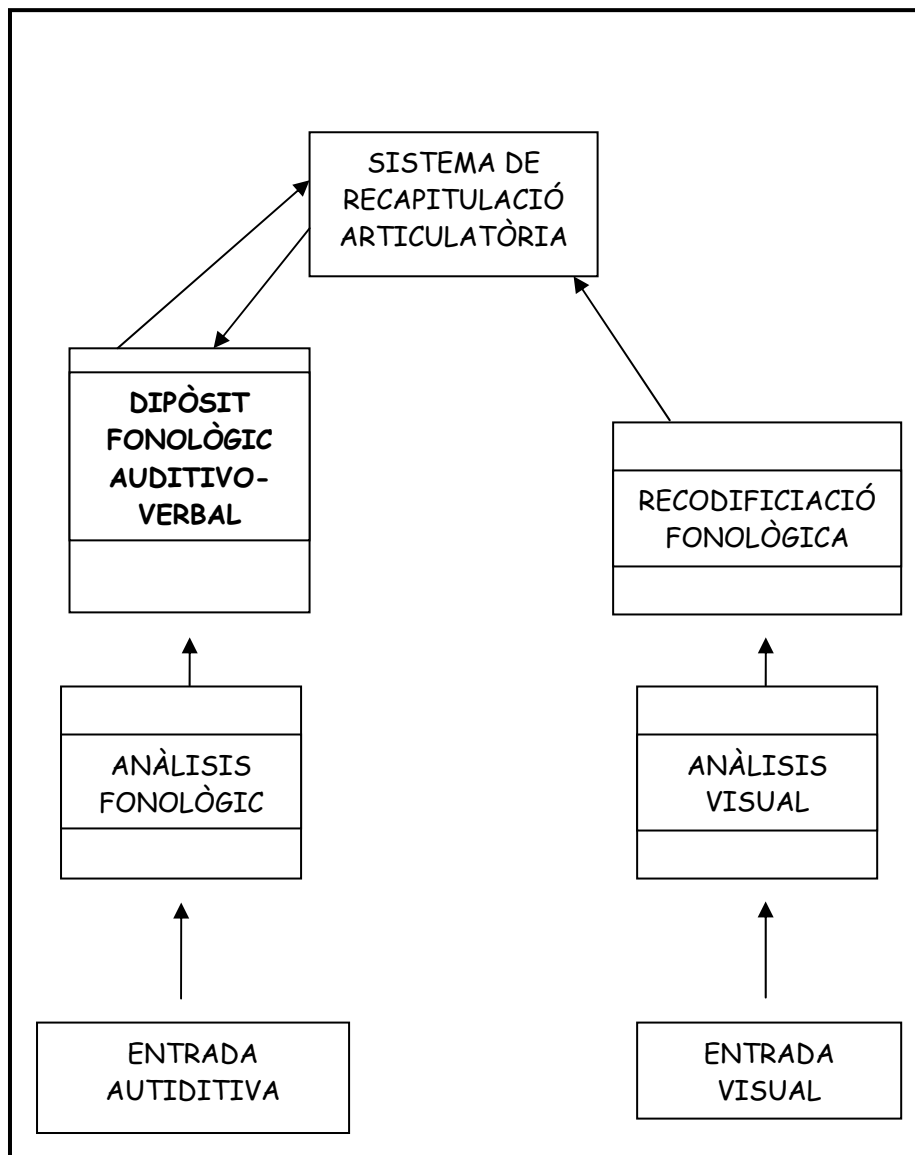 SISTEMA DE
RECAPITULACIÓ
ARTICULATÒRIA
DIPÒSIT
FONOLÒGIC
AUDITIVO-
VERBAL
RECODIFICIACIÓ
FONOLÒGICA
ANÀLISIS
FONOLÒGIC
ANÀLISIS
VISUAL
ENTRADA
AUTIDITIVA
ENTRADA
VISUAL